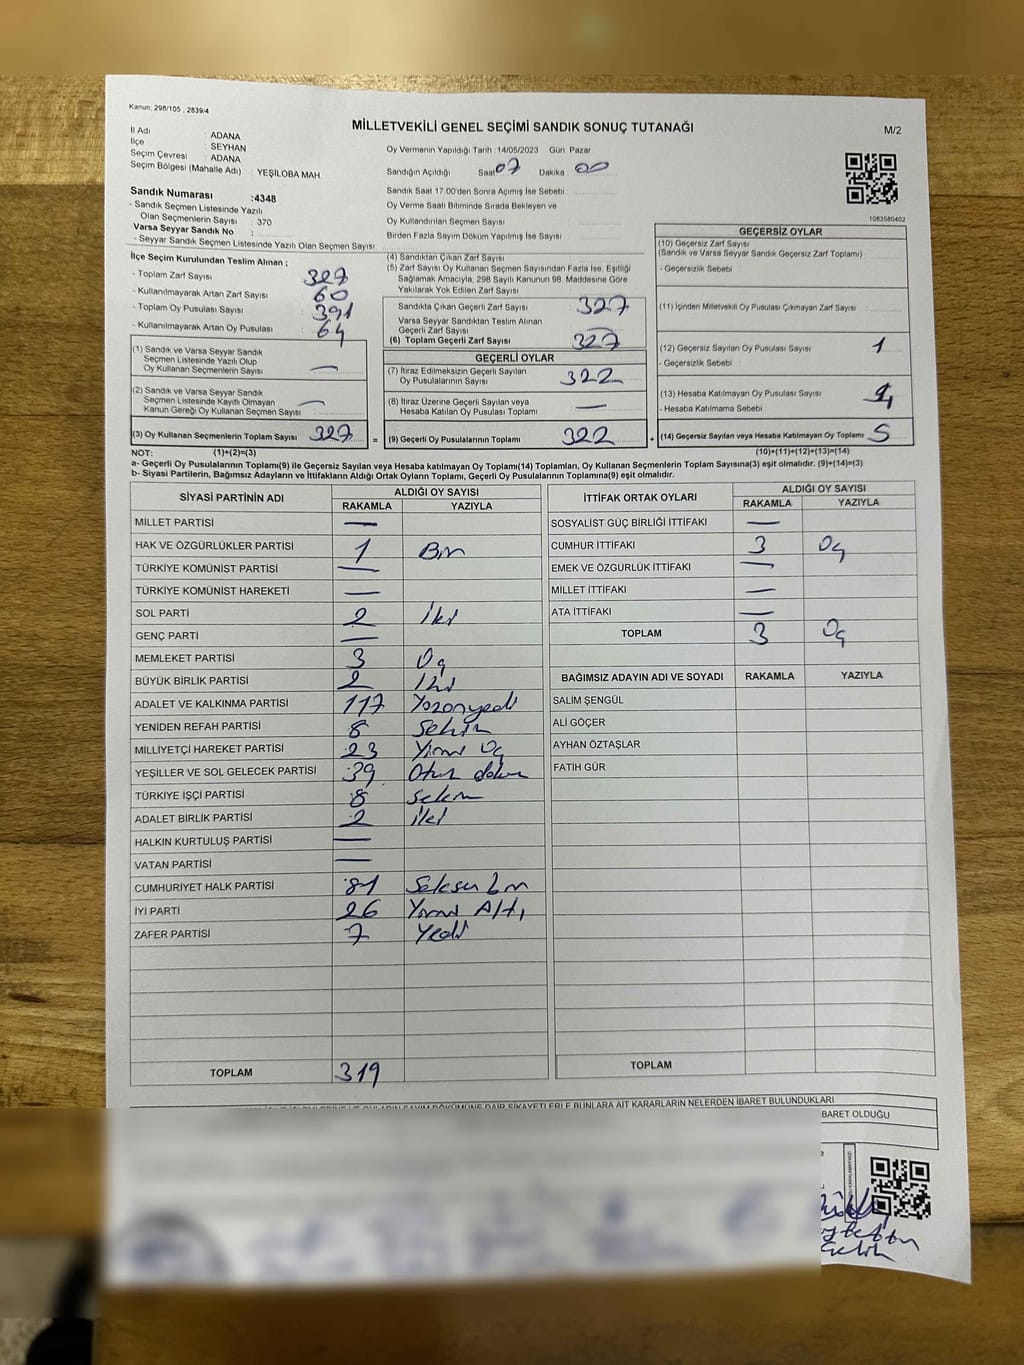 Kanun: 298/105 , 2839/4
MİLLETVEKİLİ GENEL SEÇİMİ SANDIK SONUÇ TUTANAĞI
M/2
İl Adı : ADANA
İlçe : SEYHAN
Seçim Çevresi : ADANA
Seçim Bölgesi (Mahalle Adı) : YEŞİLOBA MAH.
Sandık Numarası :4348
- Sandık Seçmen Listesinde Yazılı
Olan Seçmenlerin Sayısı : 370
Varsa Seyyar Sandık No :
- Seyyar Sandık Seçmen Listesinde Yazılı Olan Seçmen Sayısı :
Oy Vermenin Yapıldığı Tarih : 14/05/2023 Gün: Pazar
Sandığın Açıldığı Saat 07 Dakika 00
Sandık Saat 17:00'den Sonra Açımış İse Sebebi :
Oy Verme Saati Bitiminde Sırada Bekleyen ve
Oy Kullandırılan Seçmen Sayısı :
Birden Fazla Sayım Döküm Yapılmış İse Sayısı :
1083580402
İlçe Seçim Kurulundan Teslim Alınan ;
- Toplam Zarf Sayısı : 387
- Kullanılmayarak Artan Zarf Sayısı : 60
- Toplam Oy Pusulası Sayısı : 391
- Kullanılmayarak Artan Oy Pusulası : 64
(1) Sandık ve Varsa Seyyar Sandık
Seçmen Listesinde Yazılı Olup
Oy Kullanan Seçmenlerin Sayısı : —
(2) Sandık ve Varsa Seyyar Sandık
Seçmen Listesinde Kayıtlı Olmayan
Kanun Gereği Oy Kullanan Seçmen Sayısı : —
(3) Oy Kullanan Seçmenlerin Toplam Sayısı 327 =
(4) Sandıktan Çıkan Zarf Sayısı :
(5) Zarf Sayısı Oy Kullanan Seçmen Sayısından Fazla İse, Eşitliği
Sağlamak Amacıyla, 298 Sayılı Kanunun 98. Maddesine Göre
Yakılarak Yok Edilen Zarf Sayısı :
Sandıkta Çıkan Geçerli Zarf Sayısı : 327
Varsa Seyyar Sandıktan Teslim Alınan
Geçerli Zarf Sayısı :
(6) Toplam Geçerli Zarf Sayısı : 327
GEÇERLİ OYLAR
(7) İtiraz Edilmeksizin Geçerli Sayılan
Oy Pusulalarının Sayısı : 322
(8) İtiraz Üzerine Geçerli Sayılan veya
Hesaba Katılan Oy Pusulası Toplamı : —
(9) Geçerli Oy Pusulalarının Toplamı : 322 +
GEÇERSİZ OYLAR
(10) Geçersiz Zarf Sayısı
(Sandık ve Varsa Seyyar Sandık Geçersiz Zarf Toplamı) :
- Geçersizlik Sebebi :
(11) İçinden Milletvekili Oy Pusulası Çıkmayan Zarf Sayısı :
(12) Geçersiz Sayılan Oy Pusulası Sayısı : 1
- Geçersizlik Sebebi :
(13) Hesaba Katılmayan Oy Pusulası Sayısı :
- Hesaba Katılmama Sebebi :
(14) Geçersiz Sayılan veya Hesaba Katılmayan Oy Pusulası Toplamı : 5
NOT: (1)+(2)=(3) (10)+(11)+(12)+(13)=(14)
a- Geçerli Oy Pusulalarının Toplamı(9) ile Geçersiz Sayılan veya Hesaba katılmayan Oy Toplamı(14) Toplamları, Oy Kullanan Seçmenlerin Toplam Sayısına(3) eşit olmalıdır. (9)+(14)=(3)
b- Siyasi Partilerin, Bağımsız Adayların ve İttifakların Aldığı Ortak Oyların Toplamı, Geçerli Oy Pusulalarının Toplamına(9) eşit olmalıdır.
SİYASİ PARTİNİN ADI ALDIĞI OY SAYISI
RAKAMLA YAZIYLA
MİLLET PARTİSİ —
HAK VE ÖZGÜRLÜKLER PARTİSİ 1 Bir
TÜRKİYE KOMÜNİST PARTİSİ —
TÜRKİYE KOMÜNİST HAREKETİ —
SOL PARTİ 2 İki
GENÇ PARTİ —
MEMLEKET PARTİSİ 3 Üç
BÜYÜK BİRLİK PARTİSİ 2 İki
ADALET VE KALKINMA PARTİSİ 117 Yüzonyedi
YENİDEN REFAH PARTİSİ 8 Sekiz
MİLLİYETÇİ HAREKET PARTİSİ 23 Yirmi Üç
YEŞİLLER VE SOL GELECEK PARTİSİ 39 Otuz dokuz
TÜRKİYE İŞÇİ PARTİSİ 8 sekiz
ADALET BİRLİK PARTİSİ 2 iki
HALKIN KURTULUŞ PARTİSİ —
VATAN PARTİSİ —
CUMHURİYET HALK PARTİSİ 81 Seksen bir
İYİ PARTİ 26 Yirmi Altı
ZAFER PARTİSİ 7 Yedi
TOPLAM 319
İTTİFAK ORTAK OYLARI ALDIĞI OY SAYISI
RAKAMLA YAZIYLA
SOSYALİST GÜÇ BİRLİĞİ İTTİFAKI —
CUMHUR İTTİFAKI 3 Üç
EMEK VE ÖZGÜRLÜK İTTİFAKI —
MİLLET İTTİFAKI —
ATA İTTİFAKI —
TOPLAM 3 Üç
BAĞIMSIZ ADAYIN ADI VE SOYADI RAKAMLA YAZIYLA
SALİM ŞENGÜL
ALİ GÖÇER
AYHAN ÖZTAŞLAR
FATİH GÜR
TOPLAM
OYLARIN SAYIM DÖKÜMÜNE DAİR ŞİKAYETLERLE BUNLARA AİT KARARLARIN NELERDEN İBARET BULUNDUKLARI
BARET OLDUĞU